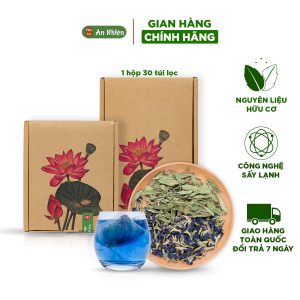 An Nhiên
GIAN HÀNG
CHÍNH HÃNG
1 hộp 30 túi lọc
NGUYÊN LIỆU
HỮU CƠ
CÔNG NGHỆ
SẤY LẠNH
GIAO HÀNG
TOÀN QUỐC
ĐỔI TRẢ 7 NGÀY